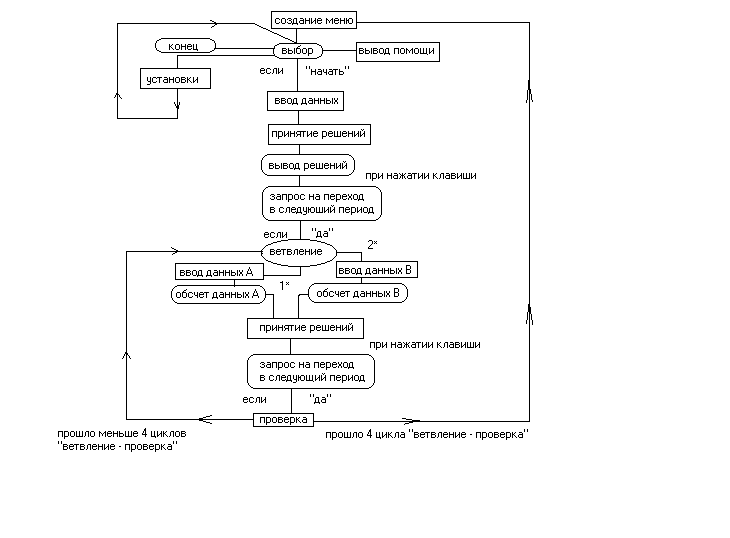 создание меню
конец
выбор
вывод помощи
если
"начать"
установки
ввод данных
принятие решений
вывод решений
при нажатии клавиши
запрос на переход
в следуюший период
если
"да"
ветвление
2*
ввод данных А
ввод данных В
1*
обсчет данных А
обсчет данных В
принятие решений
при нажатии клавиши
запрос на переход
в следующий период
если
"да"
проверка
прошло меньше 4 циклов
"ветвление - проверка"
прошло 4 цикла "ветвление - проверка"